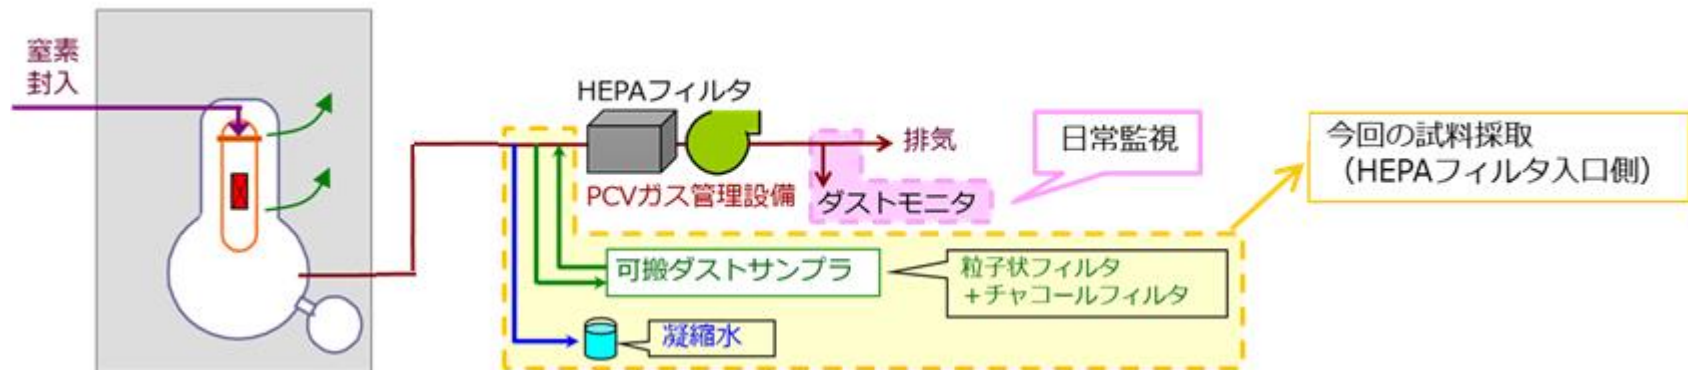 窒素
封入
HEPAフィルタ
排気
PCVガス管理設備
ダストモニタ
日常監視
今回の試料採取
（HEPAフィルタ入口側）
可搬ダストサンプラ
粒子状フィルタ
＋チャコールフィルタ
凝縮水